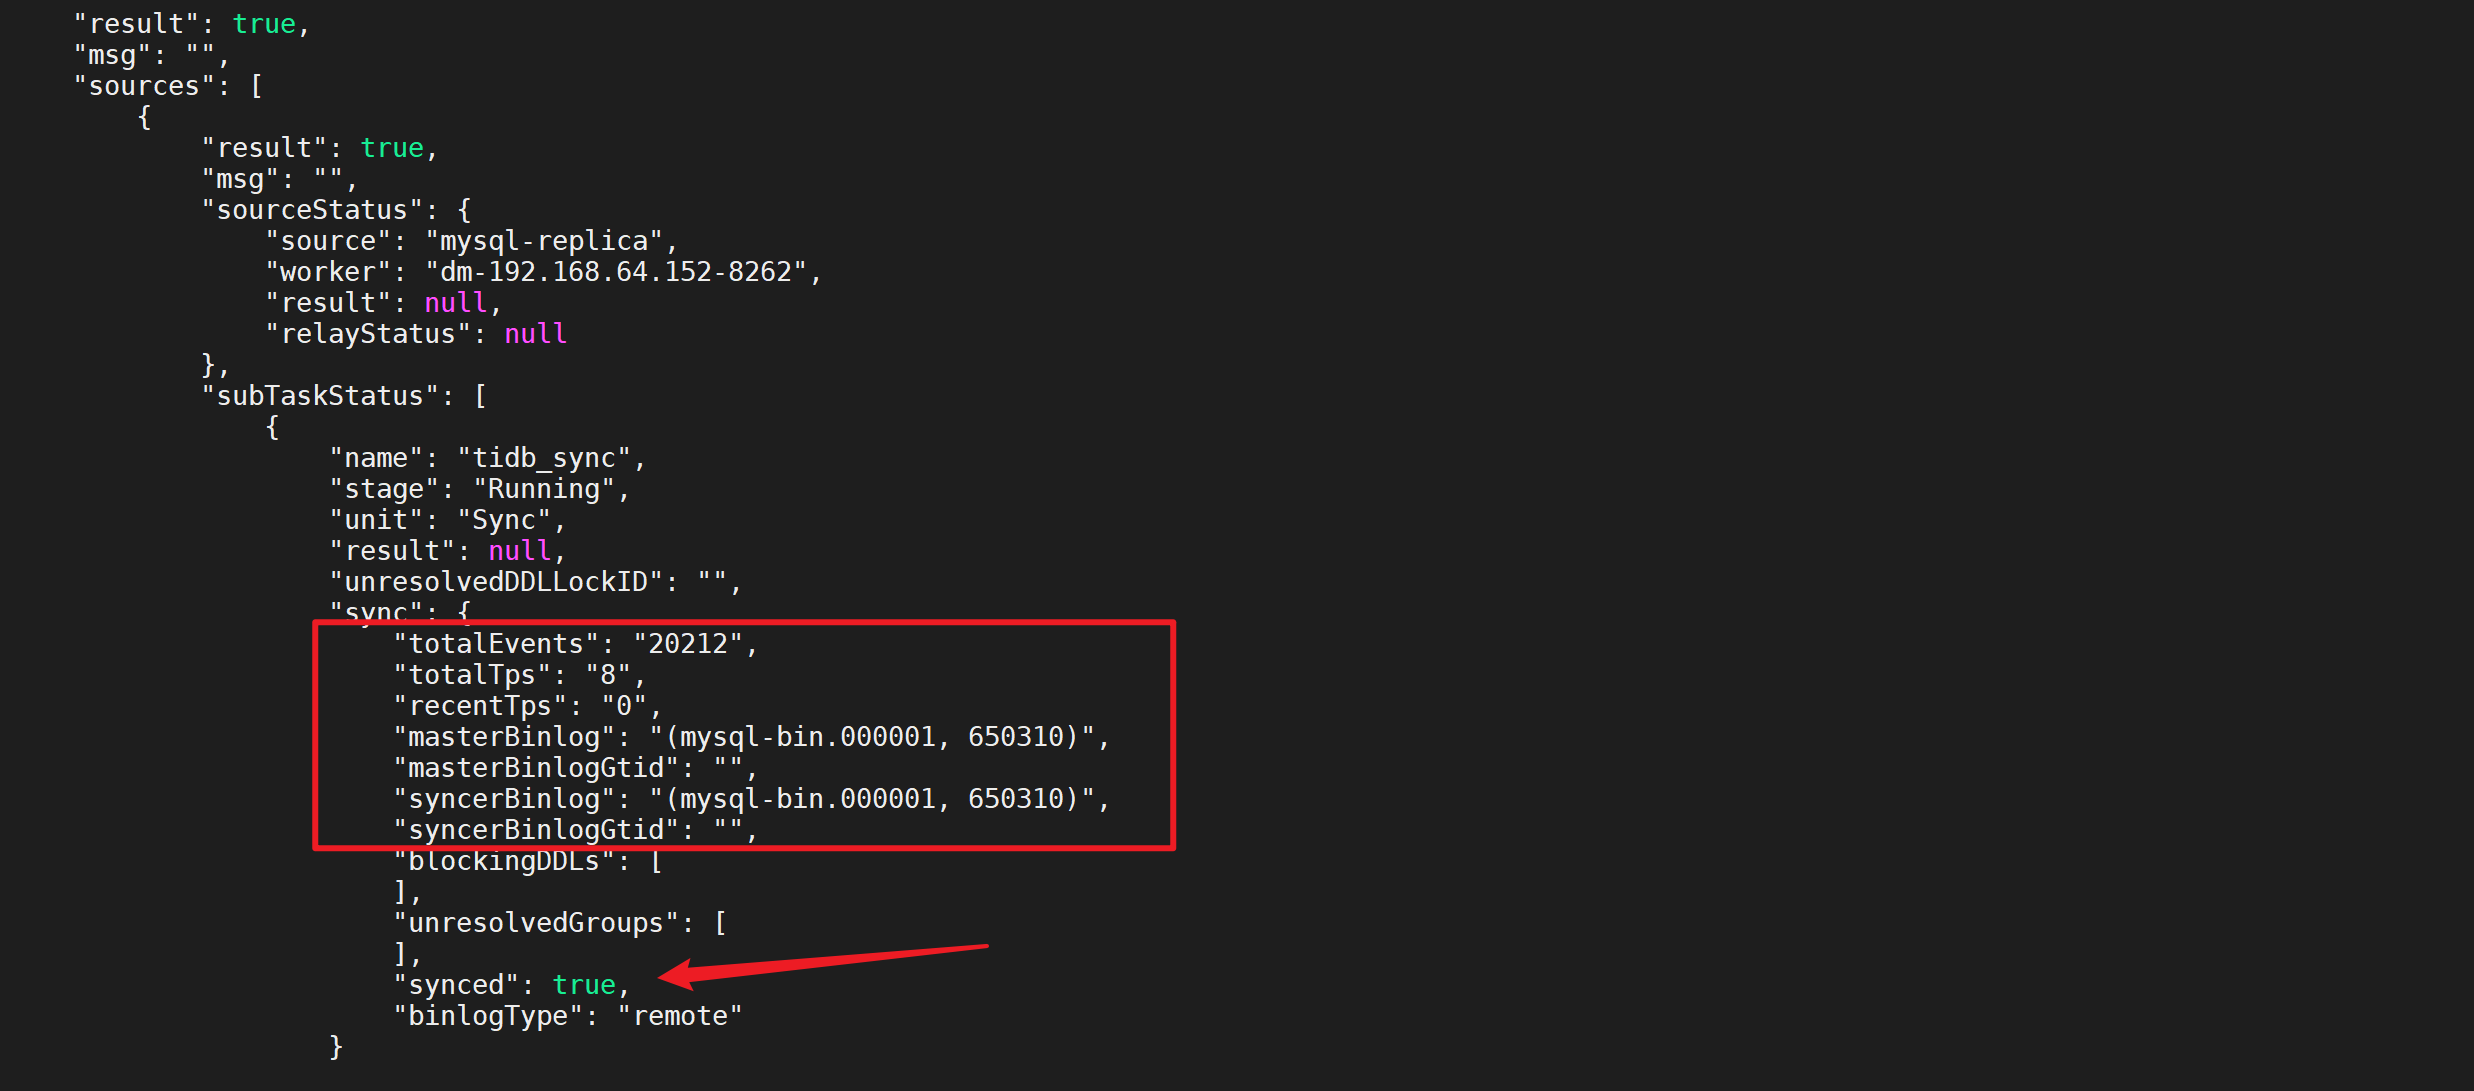 "result": true,
"msg": "",
"sources": [
{
"result": true,
"msg": "",
"sourceStatus": {
"source": "mysql-replica",
"worker": "dm-192.168.64.152-8262",
"result": null,
"relayStatus": null
},
"subTaskStatus": [
{
"name": "tidb_sync",
"stage": "Running",
"unit": "Sync",
"result": null,
"unresolvedDDLLockID": "",
"sync": {
"totalEvents": "20212",
"totalTps": "8",
"recentTps": "0",
"masterBinlog": "(mysql-bin.000001, 650310)",
"masterBinlogGtid": "",
"syncerBinlog": "(mysql-bin.000001, 650310)",
"syncerBinlogGtid": "",
"blockingDDLs": [
],
"unresolvedGroups": [
],
"synced": true,
"binlogType": "remote"
}